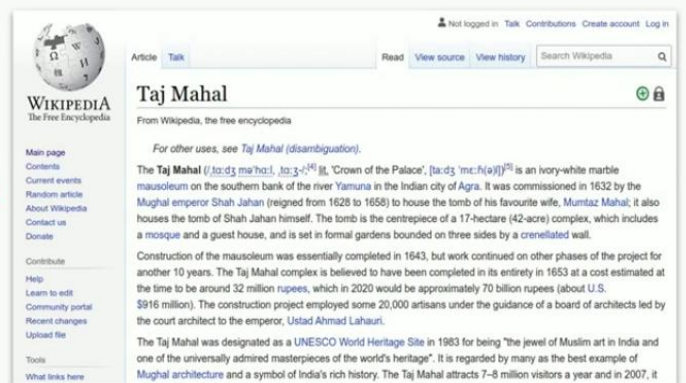 Not logged in Talk Contributions Create account Log in
Article Talk Read View source View history Search Wikipedia
WIKIPEDIA
The Free Encyclopedia
Taj Mahal
From Wikipedia, the free encyclopedia
For other uses, see Taj Mahal (disambiguation).
The Taj Mahal (/ˌtɑːdʒ məˈhɑːl, ˌtɑːʒ-/;[4] lit. 'Crown of the Palace', [taːdʒ ˈmɛːɦ(ə)l])[5] is an ivory-white marble
mausoleum on the southern bank of the river Yamuna in the Indian city of Agra. It was commissioned in 1632 by the
Mughal emperor Shah Jahan (reigned from 1628 to 1658) to house the tomb of his favourite wife, Mumtaz Mahal; it also
houses the tomb of Shah Jahan himself. The tomb is the centrepiece of a 17-hectare (42-acre) complex, which includes
a mosque and a guest house, and is set in formal gardens bounded on three sides by a crenellated wall.
Construction of the mausoleum was essentially completed in 1643, but work continued on other phases of the project for
another 10 years. The Taj Mahal complex is believed to have been completed in its entirety in 1653 at a cost estimated at
the time to be around 32 million rupees, which in 2020 would be approximately 70 billion rupees (about U.S.
$916 million). The construction project employed some 20,000 artisans under the guidance of a board of architects led by
the court architect to the emperor, Ustad Ahmad Lahauri.
The Taj Mahal was designated as a UNESCO World Heritage Site in 1983 for being "the jewel of Muslim art in India and
one of the universally admired masterpieces of the world's heritage". It is regarded by many as the best example of
Mughal architecture and a symbol of India's rich history. The Taj Mahal attracts 7–8 million visitors a year and in 2007, it
Main page
Contents
Current events
Random article
About Wikipedia
Contact us
Donate
Contribute
Help
Learn to edit
Community portal
Recent changes
Upload file
Tools
What links here